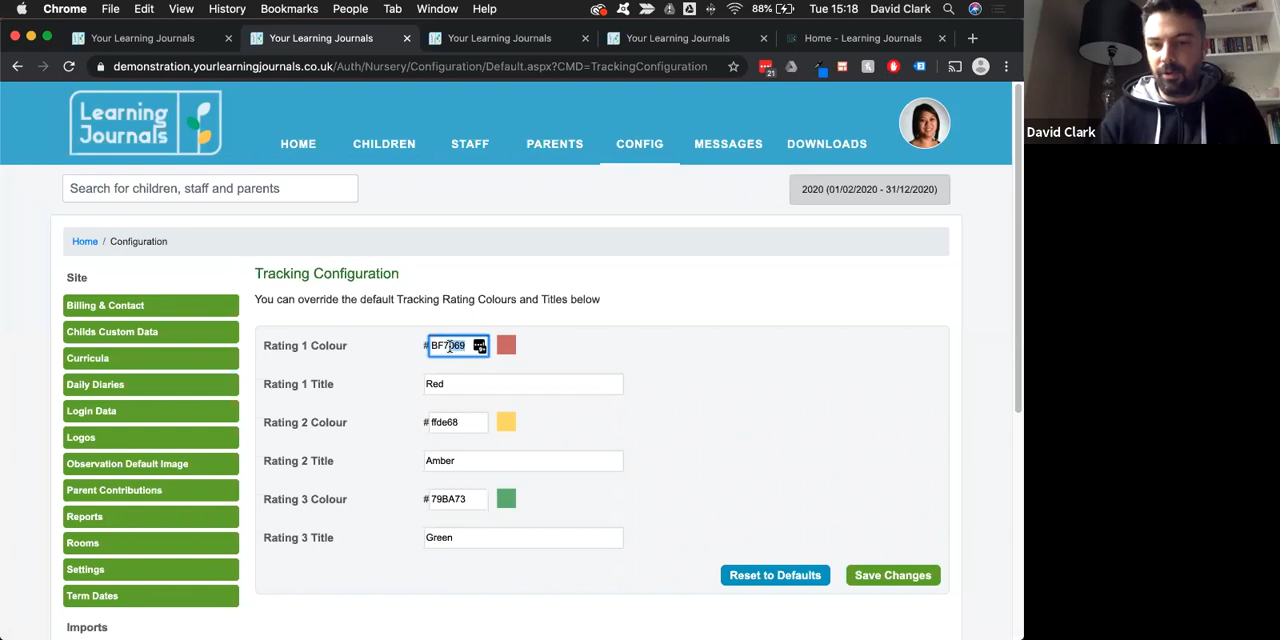 Chrome File Edit View History Bookmarks People Tab Window Help 88% Tue 15:18 David Clark
Your Learning Journals Your Learning Journals Your Learning Journals Your Learning Journals Home - Learning Journals
demonstration.yourlearningjournals.co.uk/Auth/Nursery/Configuration/Default.aspx?CMD=TrackingConfiguration 21
David Clark
Learning
Journals
HOME CHILDREN STAFF PARENTS CONFIG MESSAGES DOWNLOADS
Search for children, staff and parents 2020 (01/02/2020 - 31/12/2020)
Home / Configuration
Site
Billing & Contact
Childs Custom Data
Curricula
Daily Diaries
Login Data
Logos
Observation Default Image
Parent Contributions
Reports
Rooms
Settings
Term Dates
Imports
Tracking Configuration
You can override the default Tracking Rating Colours and Titles below
Rating 1 Colour # BF7069
Rating 1 Title Red
Rating 2 Colour # ffde68
Rating 2 Title Amber
Rating 3 Colour # 79BA73
Rating 3 Title Green
Reset to Defaults Save Changes